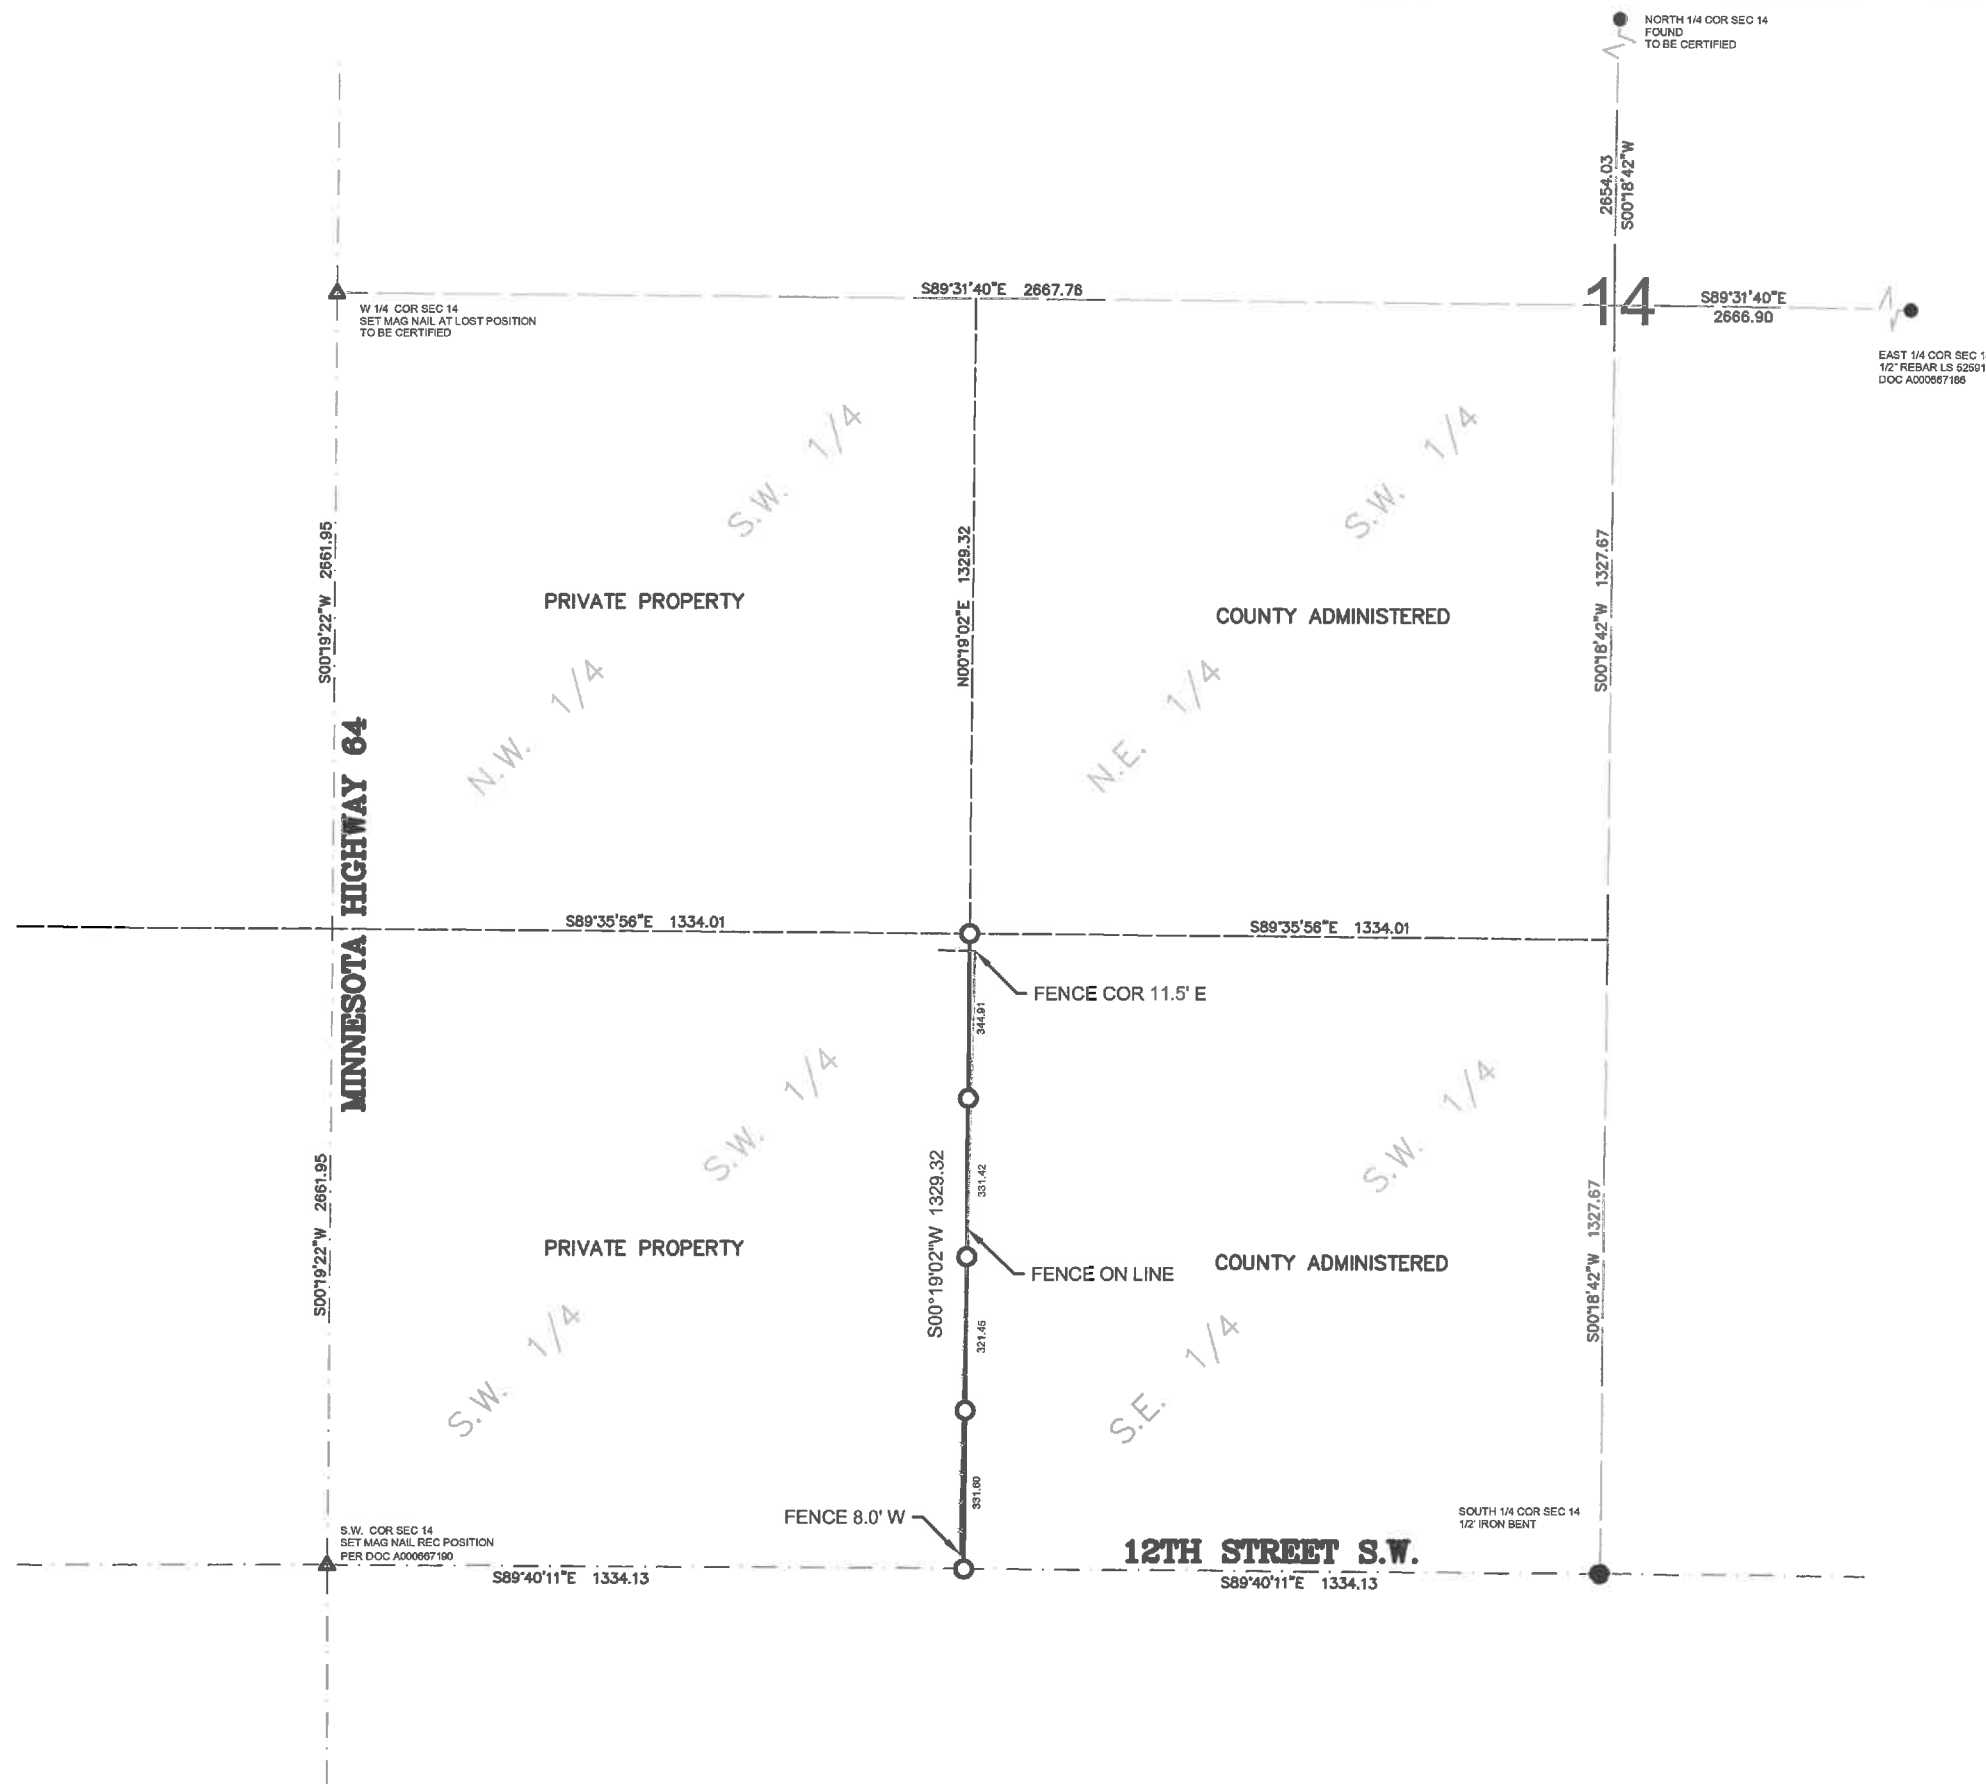 NORTH 1/4 COR SEC 14
FOUND
TO BE CERTIFIED
2654.03
S00°18'42"W
S89°31'40"E 2667.76
14
S89°31'40"E
2666.90
W 1/4 COR SEC 14
SET MAG NAIL AT LOST POSITION
TO BE CERTIFIED
EAST 1/4 COR SEC 1
1/2" REBAR LS 52591
DOC A000667186
S.W. 1/4
S.W. 1/4
S00°19'22"W 2661.95
N00°19'02"E 1329.32
S00°18'42"W 1327.67
PRIVATE PROPERTY
COUNTY ADMINISTERED
N.W. 1/4
N.E. 1/4
MINNESOTA HIGHWAY 64
S89°35'56"E 1334.01
S89°35'56"E 1334.01
FENCE COR 11.5' E
344.91
S.W. 1/4
S.W. 1/4
331.42
S00°19'22"W 2661.95
S00°19'02"W 1329.32
S00°18'42"W 1327.67
PRIVATE PROPERTY
COUNTY ADMINISTERED
FENCE ON LINE
321.45
S.W. 1/4
S.E. 1/4
331.60
FENCE 8.0' W
SOUTH 1/4 COR SEC 14
1/2' IRON BENT
S.W. COR SEC 14
SET MAG NAIL REC POSITION
PER DOC A000667190
12TH STREET S.W.
S89°40'11"E 1334.13
S89°40'11"E 1334.13